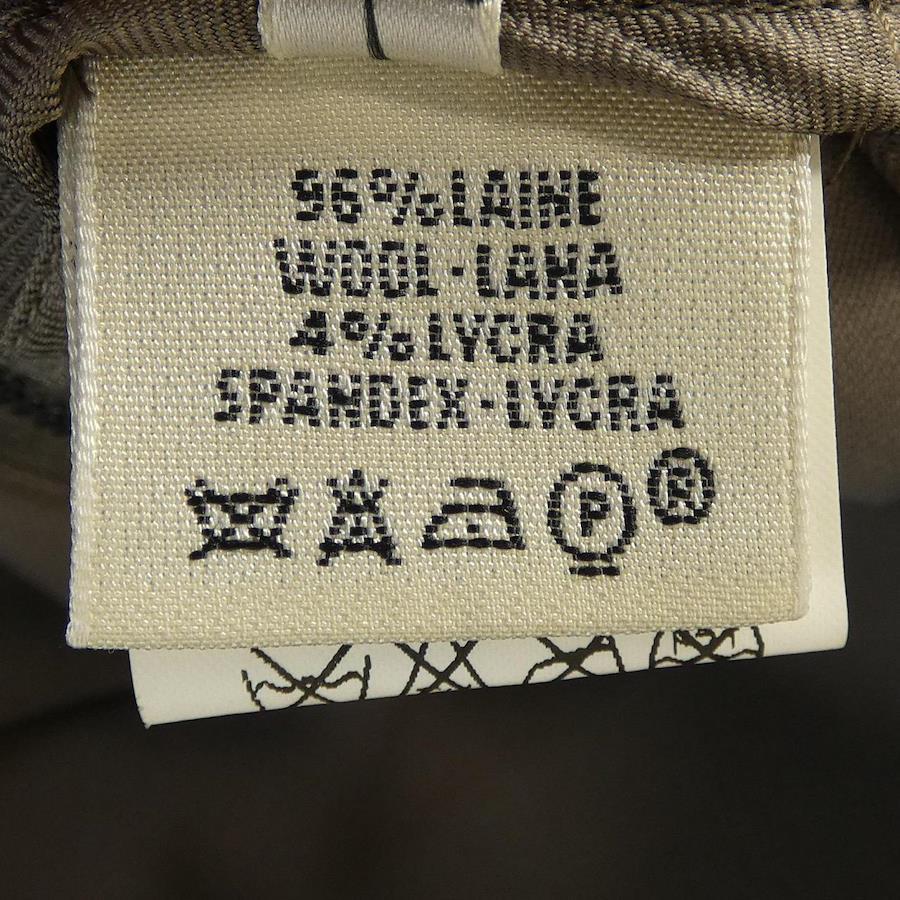 96% LAINE
WOOL·LANA
4% LYCRA
SPANDEX·LYCRA
P ®